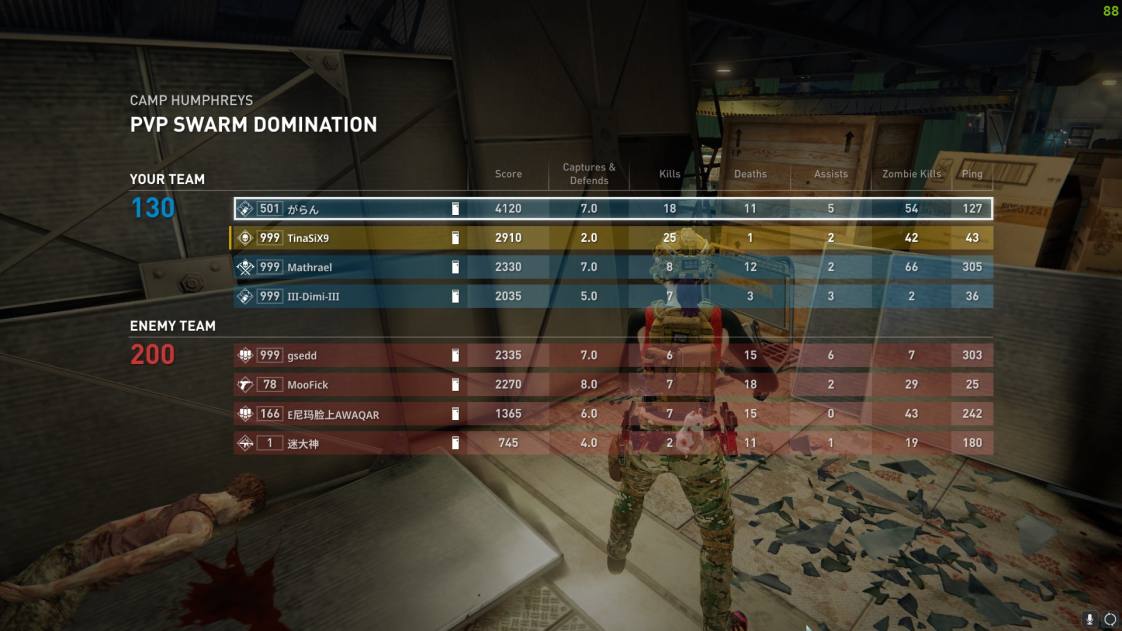 88
CAMP HUMPHREYS
PVP SWARM DOMINATION
YOUR TEAM
130
Score Captures & Defends Kills Deaths Assists Zombie Kills Ping
501 がらん 4120 7.0 18 11 5 54 127
999 TinaSiX9 2910 2.0 25 1 2 42 43
999 Mathrael 2330 7.0 8 12 2 66 305
999 III-Dimi-III 2035 5.0 7 3 3 2 36
ENEMY TEAM
200
999 gsedd 2335 7.0 6 15 6 7 303
78 MooFick 2270 8.0 7 18 2 29 25
166 E尼玛脸上AWAQAR 1365 6.0 7 15 0 43 242
1 迷大神 745 4.0 2 11 1 19 180